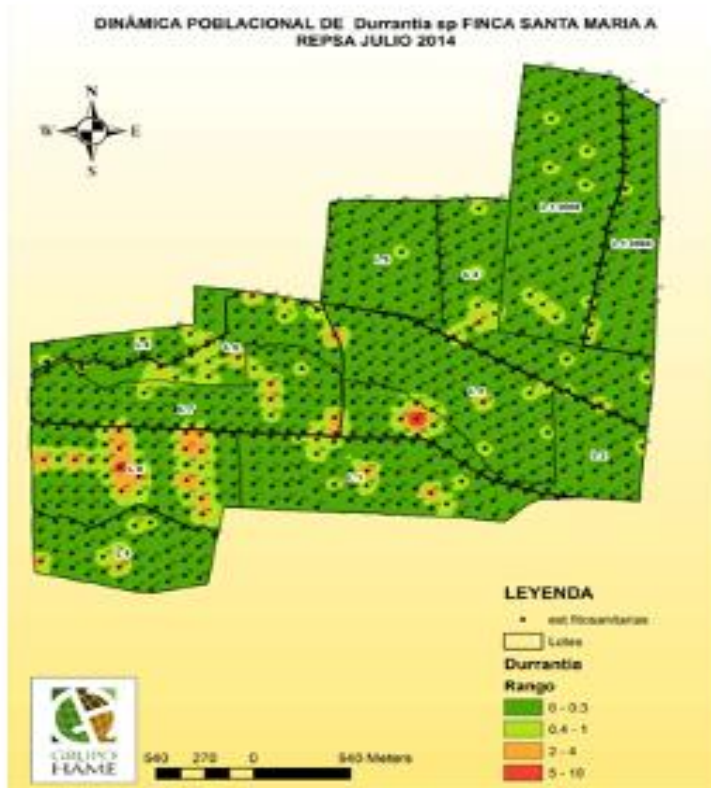 DINÁMICA POBLACIONAL DE Durrantia sp FINCA SANTA MARIA A
REPSA JULIO 2014
N
W E
S
LEYENDA
est fitosanitarias
Lotes
Durrantia
Rango
0 - 0.3
0.4 - 1
2 - 4
5 - 10
GRUPO
HAME
540 270 0 540 Meters